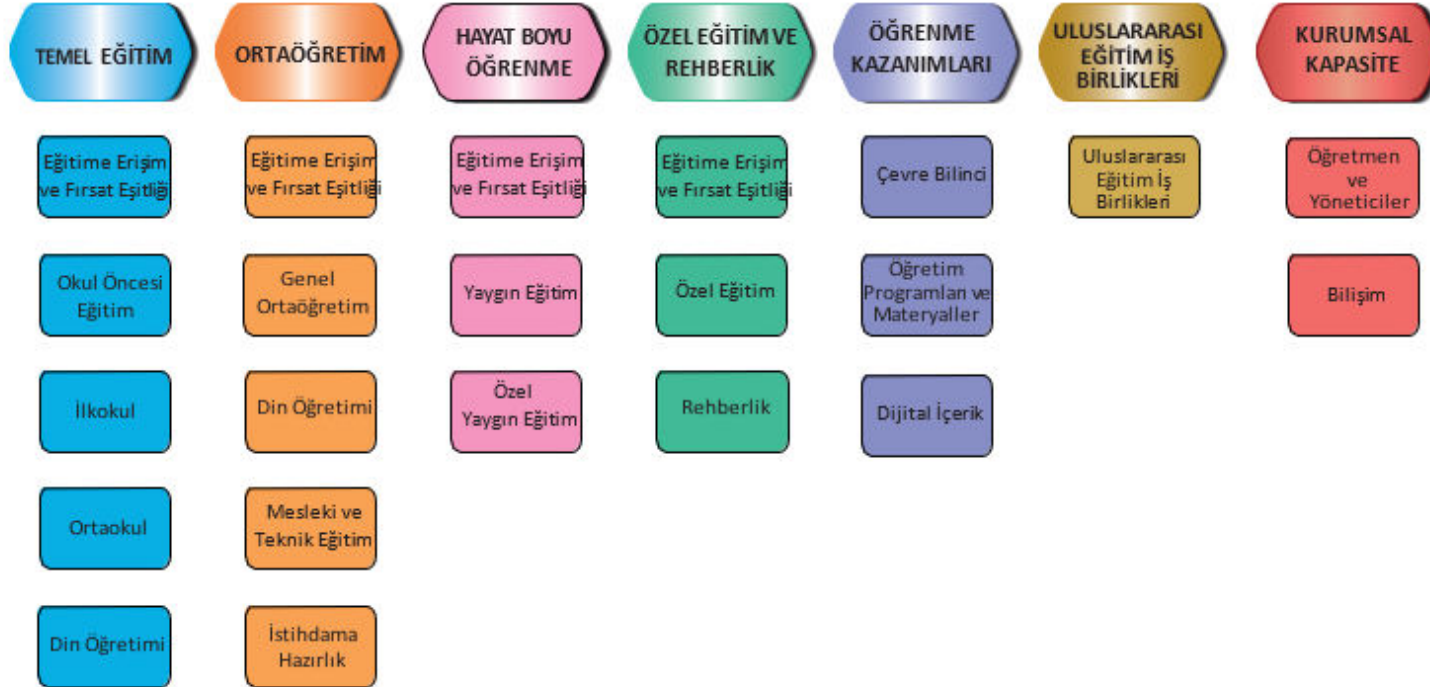 TEMEL EĞİTİM
ORTAÖĞRETİM
HAYAT BOYU
ÖĞRENME
ÖZEL EĞİTİM VE
REHBERLİK
ÖĞRENME
KAZANIMLARI
ULUSLARARASI
EĞİTİM İŞ
BİRLİKLERİ
KURUMSAL
KAPASİTE
Eğitime Erişim
ve Fırsat Eşitliği
Eğitime Erişim
ve Fırsat Eşitliği
Eğitime Erişim
ve Fırsat Eşitliği
Eğitime Erişim
ve Fırsat Eşitliği
Çevre Bilinci
Uluslararası
Eğitim İş
Birlikleri
Öğretmen
ve
Yöneticiler
Okul Öncesi
Eğitim
Genel
Ortaöğretim
Yaygın Eğitim
Özel Eğitim
Öğretim
Programları ve
Materyaller
Bilişim
İlkokul
Din Öğretimi
Özel
Yaygın Eğitim
Rehberlik
Dijital İçerik
Ortaokul
Mesleki ve
Teknik Eğitim
Din Öğretimi
İstihdama
Hazırlık